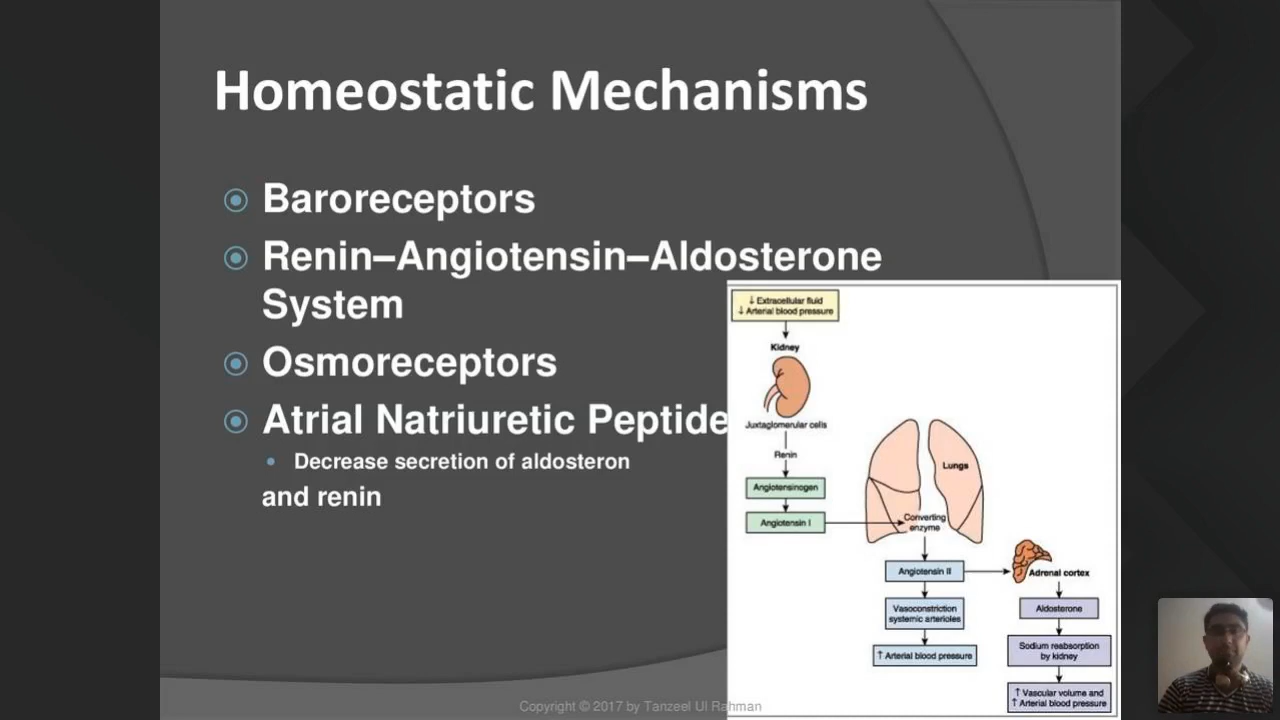 Homeostatic Mechanisms
Baroreceptors
Renin–Angiotensin–Aldosterone
System
Osmoreceptors
Atrial Natriuretic Peptide
Decrease secretion of aldosteron
and renin
↓ Extracellular fluid
↓ Arterial blood pressure
Kidney
Juxtaglomerular cells
Renin
Angiotensinogen
Angiotensin I
Lungs
Converting
enzyme
Angiotensin II
Adrenal cortex
Vasoconstriction
systemic arterioles
↑ Arterial blood pressure
Aldosterone
Sodium reabsorption
by kidney
↑ Vascular volume and
↑ Arterial blood pressure
Copyright © 2017 by Tanzeel Ul Rahman